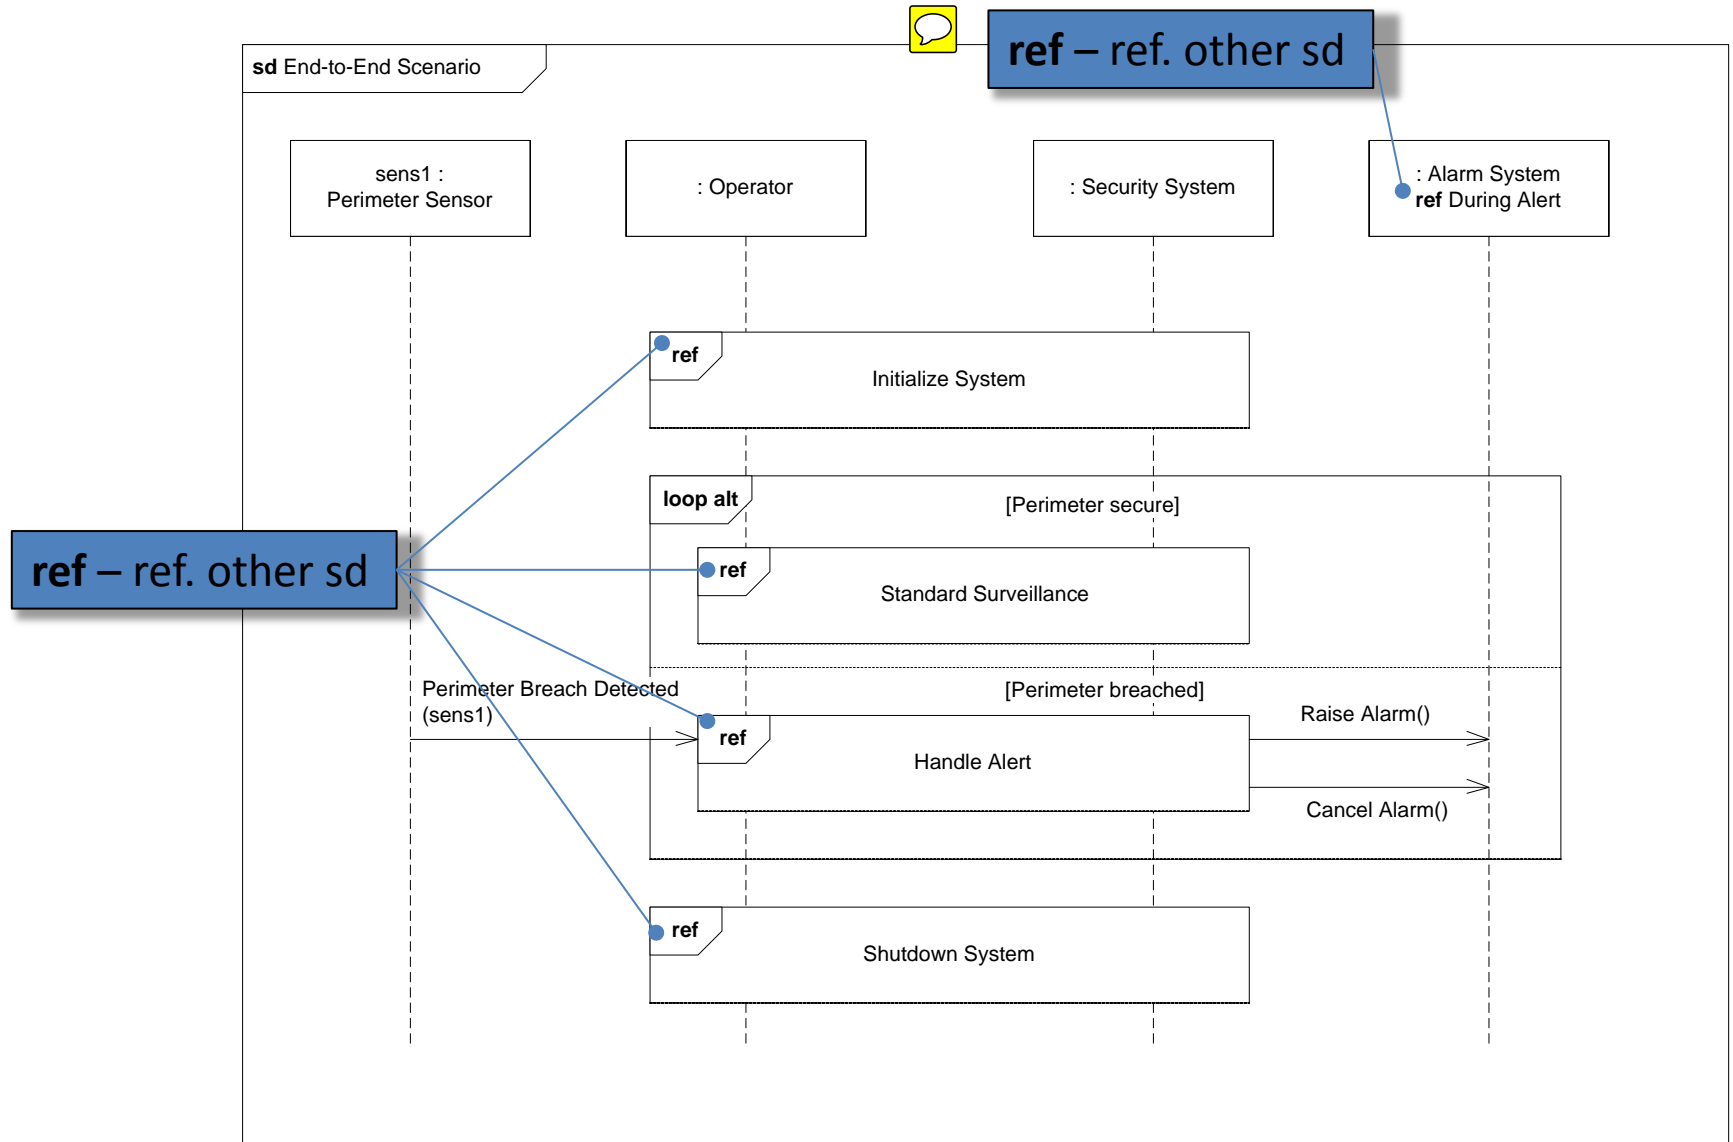 ref – ref. other sd
sd End-to-End Scenario
sens1 :
Perimeter Sensor
: Operator
: Security System
: Alarm System
ref During Alert
ref
Initialize System
loop alt
[Perimeter secure]
ref – ref. other sd
ref
Standard Surveillance
Perimeter Breach Detected
(sens1)
[Perimeter breached]
Raise Alarm()
ref
Handle Alert
Cancel Alarm()
ref
Shutdown System